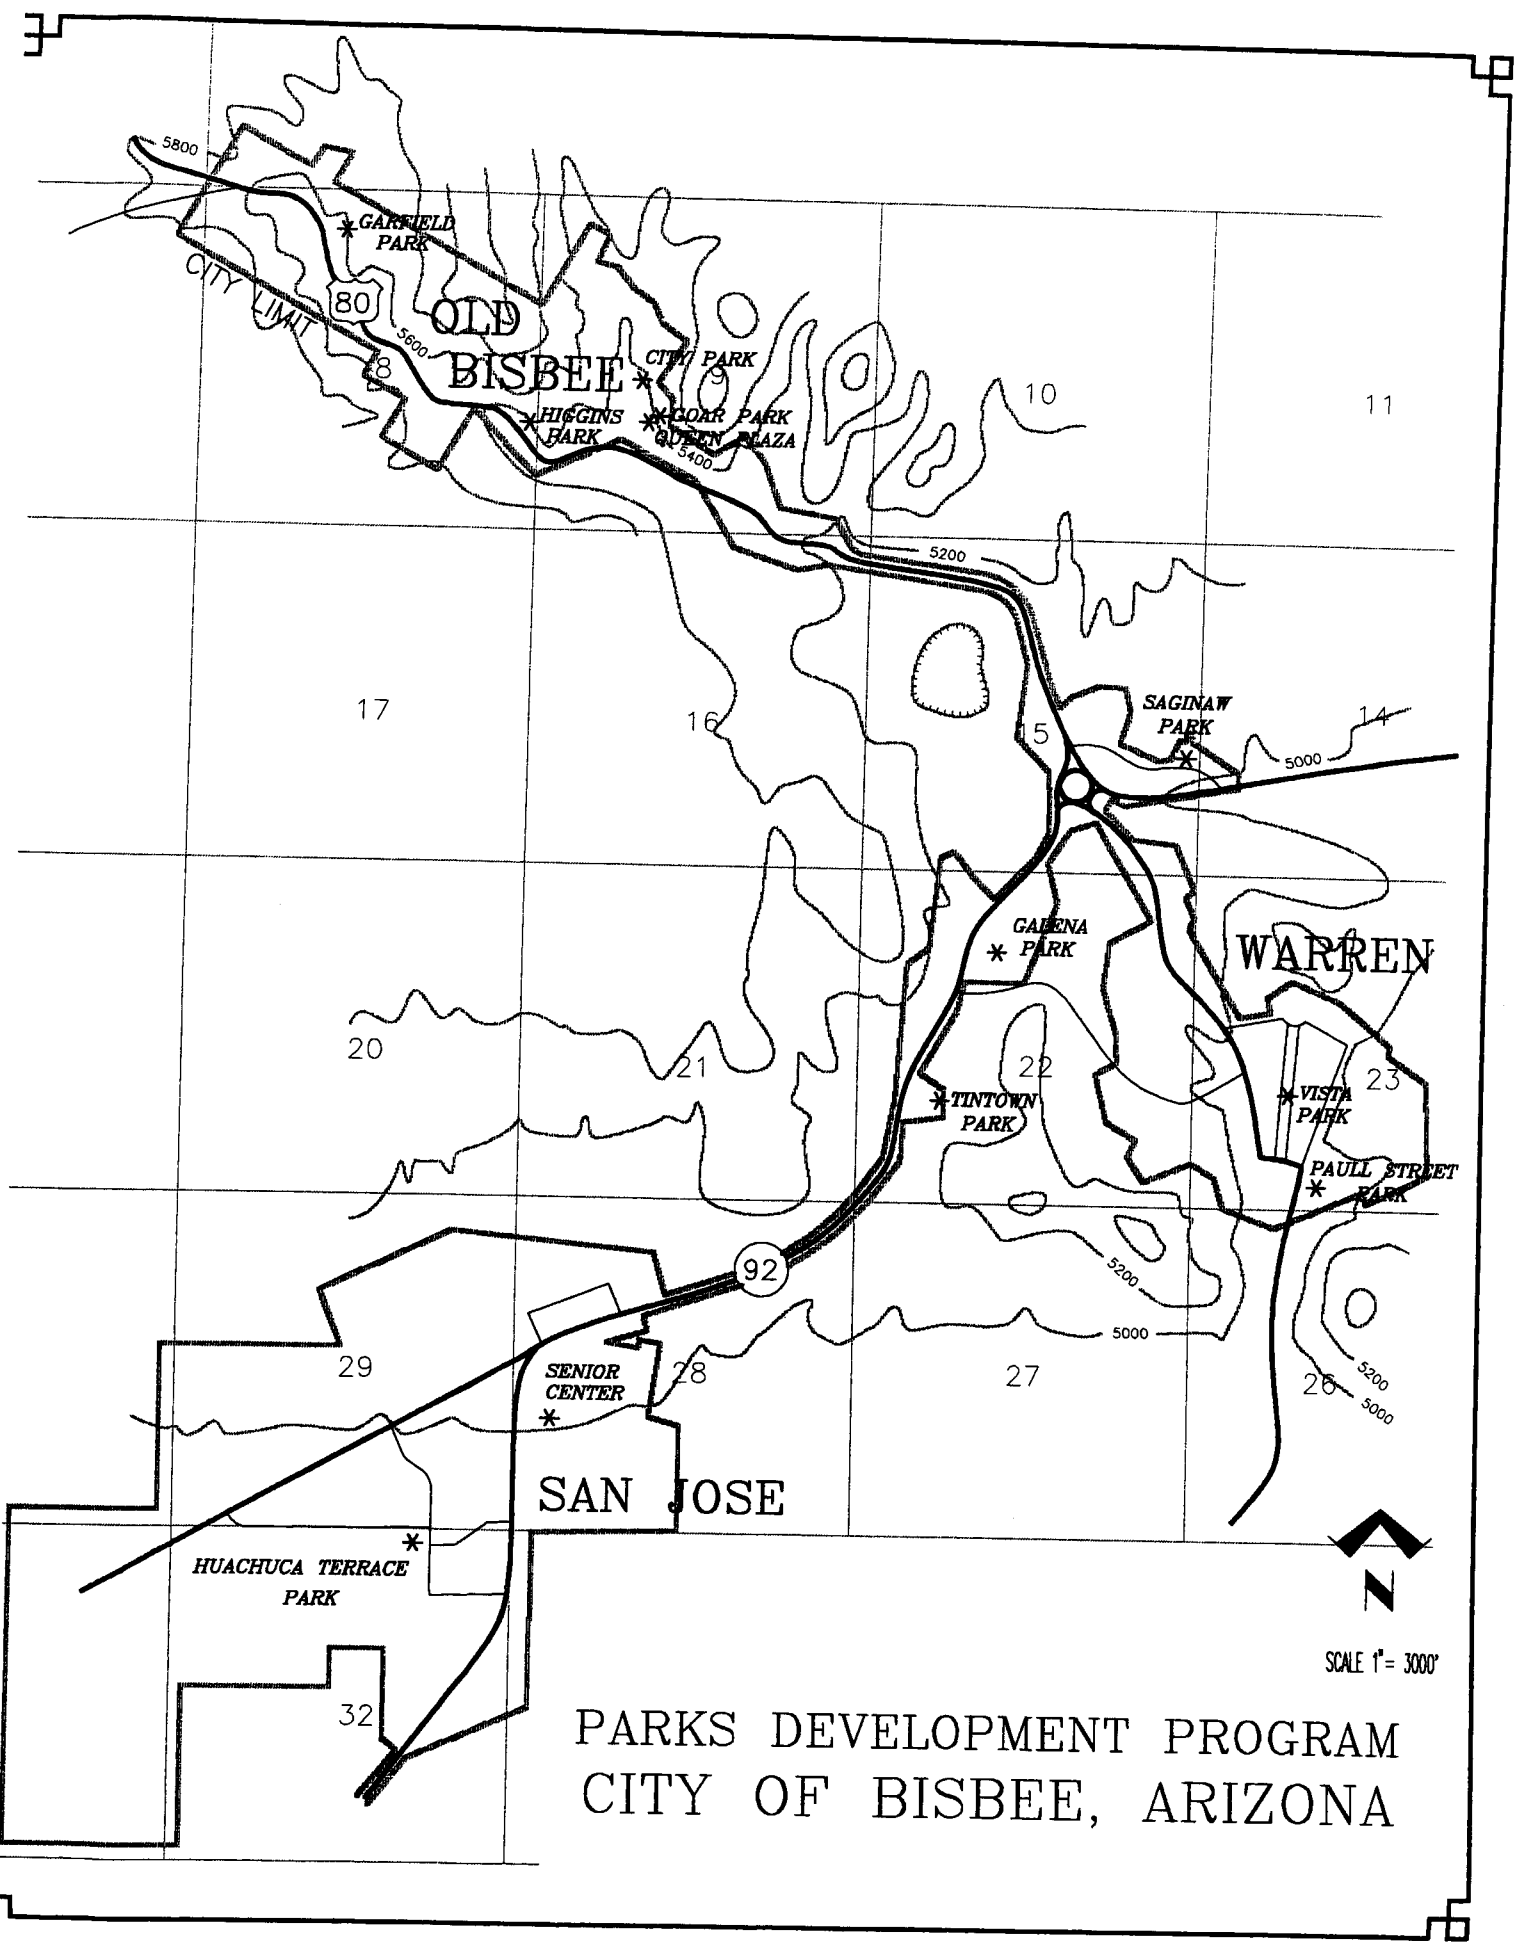 5800
GARFIELD
PARK
CITY LIMIT
80
OLD
BISBEE
5600
8
CITY PARK
9
10
11
HIGGINS
PARK
GOAR PARK
QUEEN PLAZA
5400
5200
17
16
15
SAGINAW
PARK
14
5000
GALENA
PARK
WARREN
20
21
22
23
TINTOWN
PARK
VISTA
PARK
PAULL STREET
PARK
92
5200
5000
29
SENIOR
CENTER
28
27
26
5200
5000
SAN JOSE
HUACHUCA TERRACE
PARK
N
SCALE 1"= 3000'
32
PARKS DEVELOPMENT PROGRAM
CITY OF BISBEE, ARIZONA